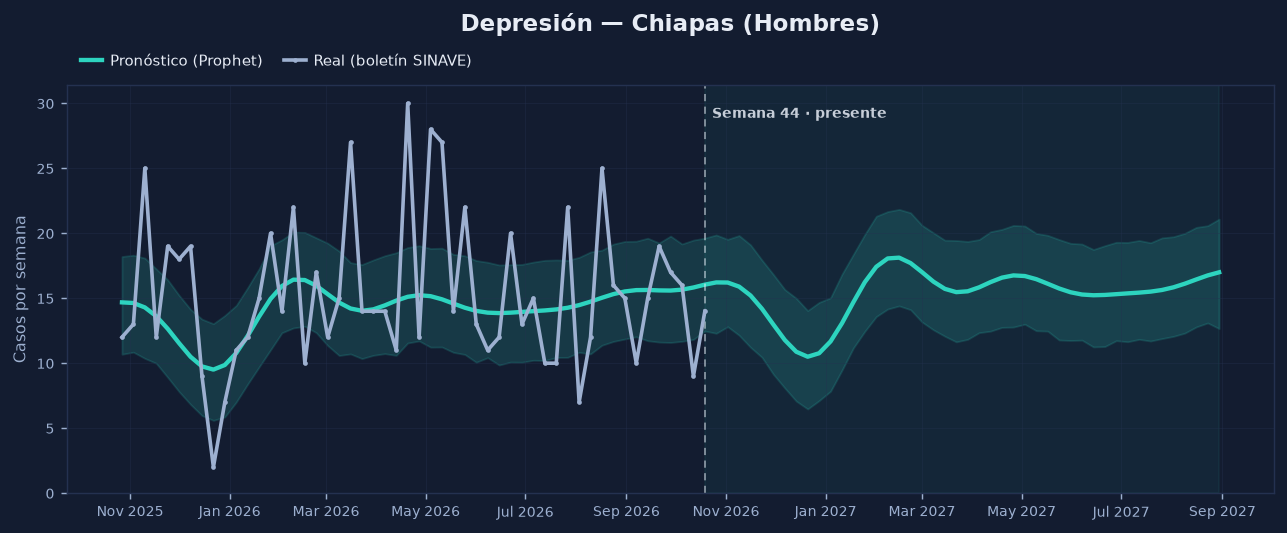 Depresión — Chiapas (Hombres)
Pronóstico (Prophet)
Real (boletín SINAVE)
Semana 44 · presente
Casos por semana
30
25
20
15
10
5
0
Nov 2025
Jan 2026
Mar 2026
May 2026
Jul 2026
Sep 2026
Nov 2026
Jan 2027
Mar 2027
May 2027
Jul 2027
Sep 2027